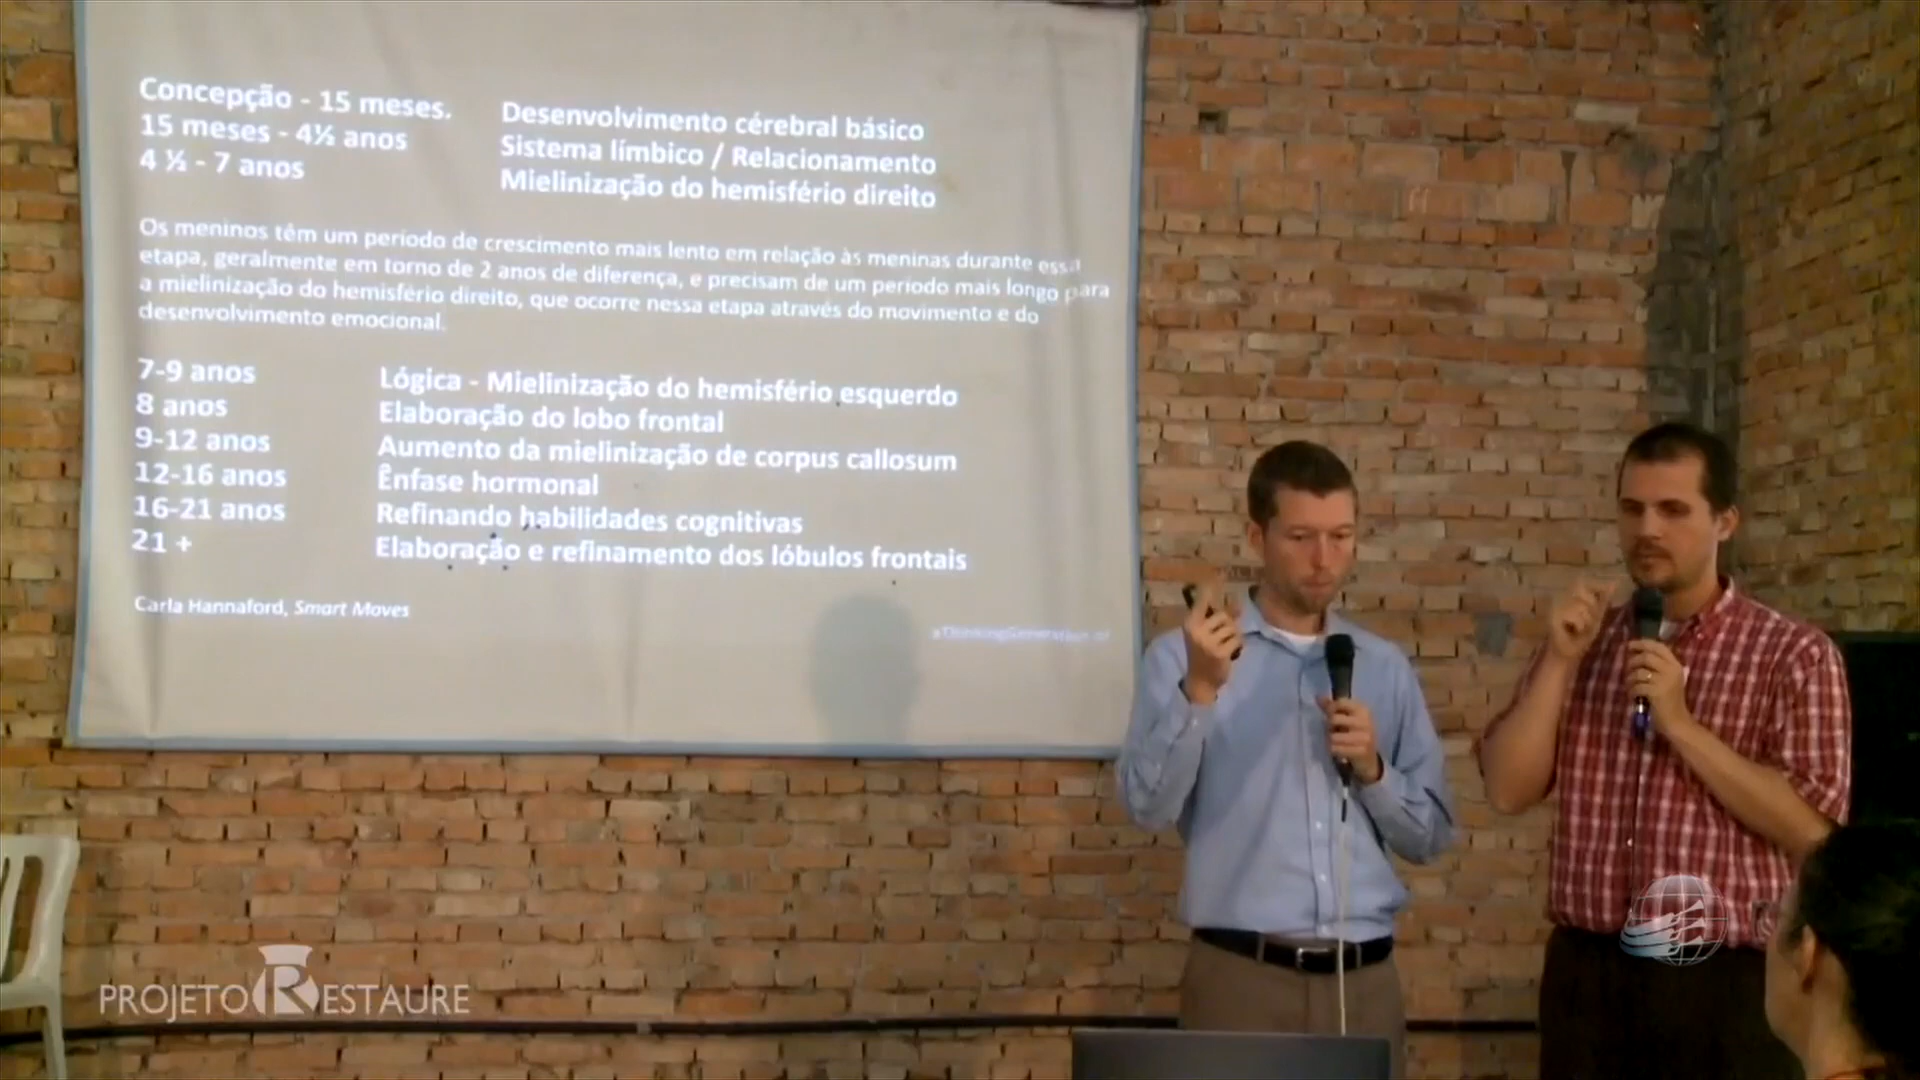 Concepção - 15 meses. Desenvolvimento cérebral básico
15 meses - 4½ anos Sistema límbico / Relacionamento
4 ½ - 7 anos Mielinização do hemisfério direito
Os meninos têm um período de crescimento mais lento em relação às meninas durante essa
etapa, geralmente em torno de 2 anos de diferença, e precisam de um período mais longo para
a mielinização do hemisfério direito, que ocorre nessa etapa através do movimento e do
desenvolvimento emocional.
7-9 anos Lógica - Mielinização do hemisfério esquerdo
8 anos Elaboração do lobo frontal
9-12 anos Aumento da mielinização de corpus callosum
12-16 anos Ênfase hormonal
16-21 anos Refinando habilidades cognitivas
21 + Elaboração e refinamento dos lóbulos frontais
Carla Hannaford, Smart Moves
PROJETO RESTAURE